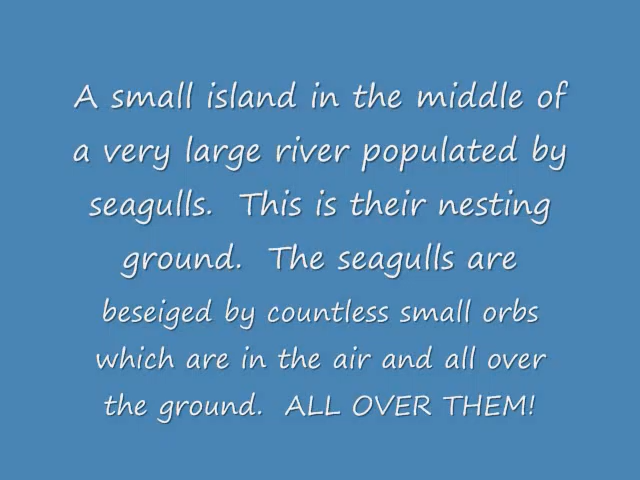 A small island in the middle of
a very large river populated by
seagulls.  This is their nesting
ground.  The seagulls are
beseiged by countless small orbs
which are in the air and all over
the ground.  ALL OVER THEM!